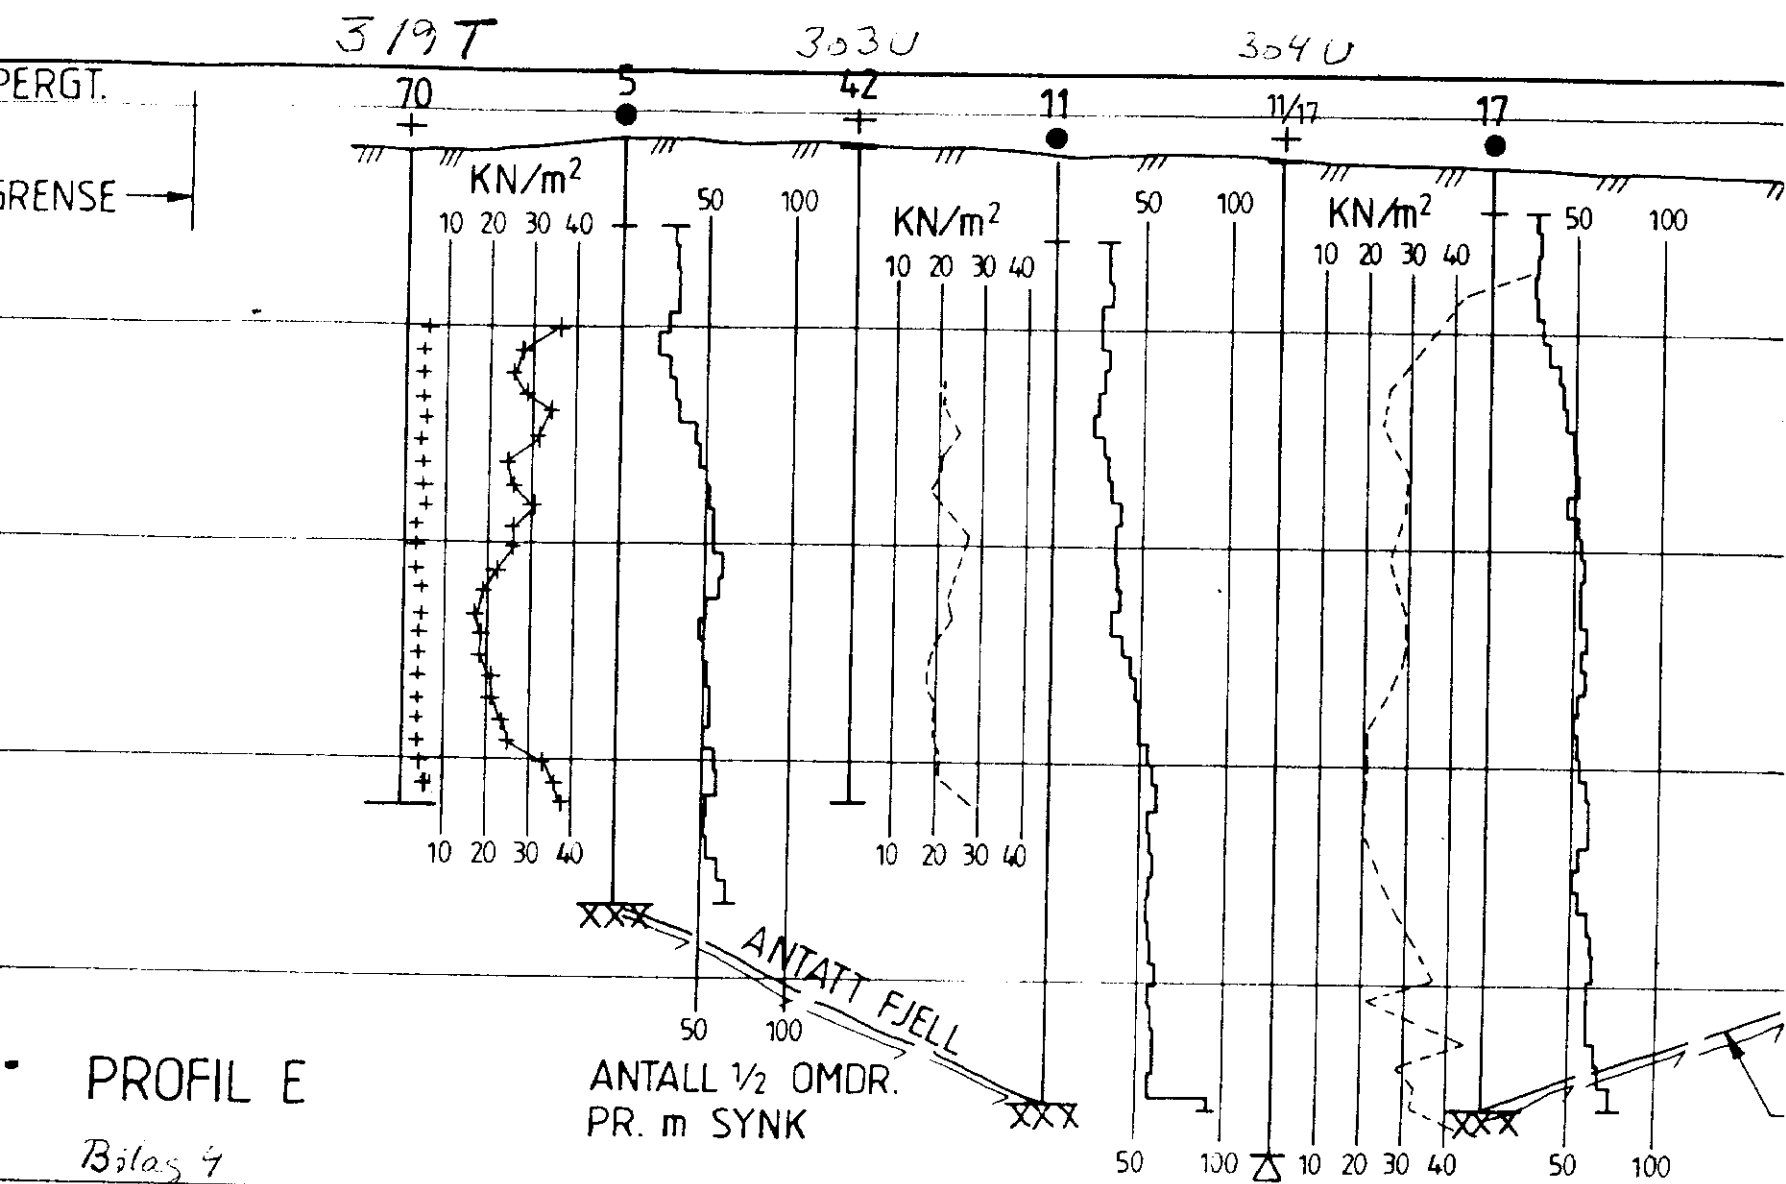 319T 303U 304U
PERGT.
70 5 42 11 11/17 17
GRENSE
KN/m² 50 100 KN/m² 50 100 KN/m² 50 100
10 20 30 40 10 20 30 40 10 20 30 40
10 20 30 40 10 20 30 40
ANTATT FJELL
50 100
PROFIL E
ANTALL 1/2 OMDR.
PR. m SYNK
Bilag 4
50 100 10 20 30 40 50 100